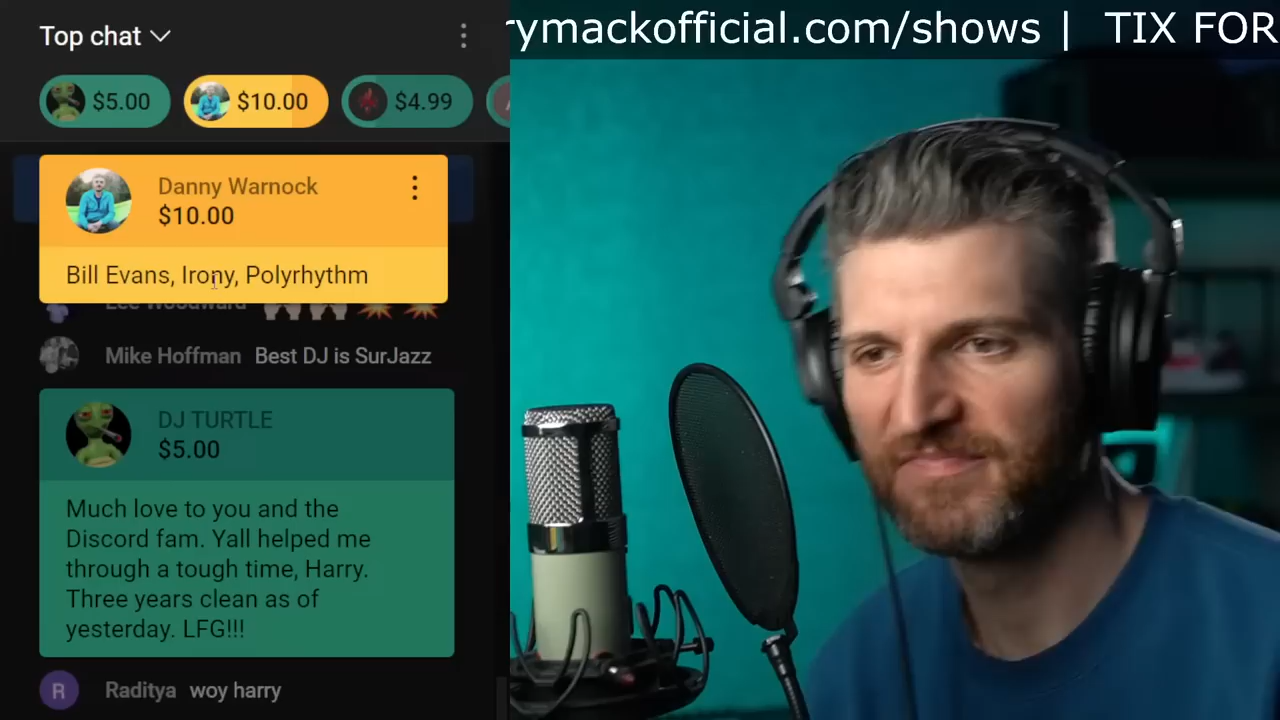 Top chat
rymackofficial.com/shows | TIX FOR
$5.00
$10.00
$4.99
Danny Warnock
$10.00
Bill Evans, Irony, Polyrhythm
Lee Woodward
Mike Hoffman Best DJ is SurJazz
DJ TURTLE
$5.00
Much love to you and the
Discord fam. Yall helped me
through a tough time, Harry.
Three years clean as of
yesterday. LFG!!!
R
Raditya woy harry